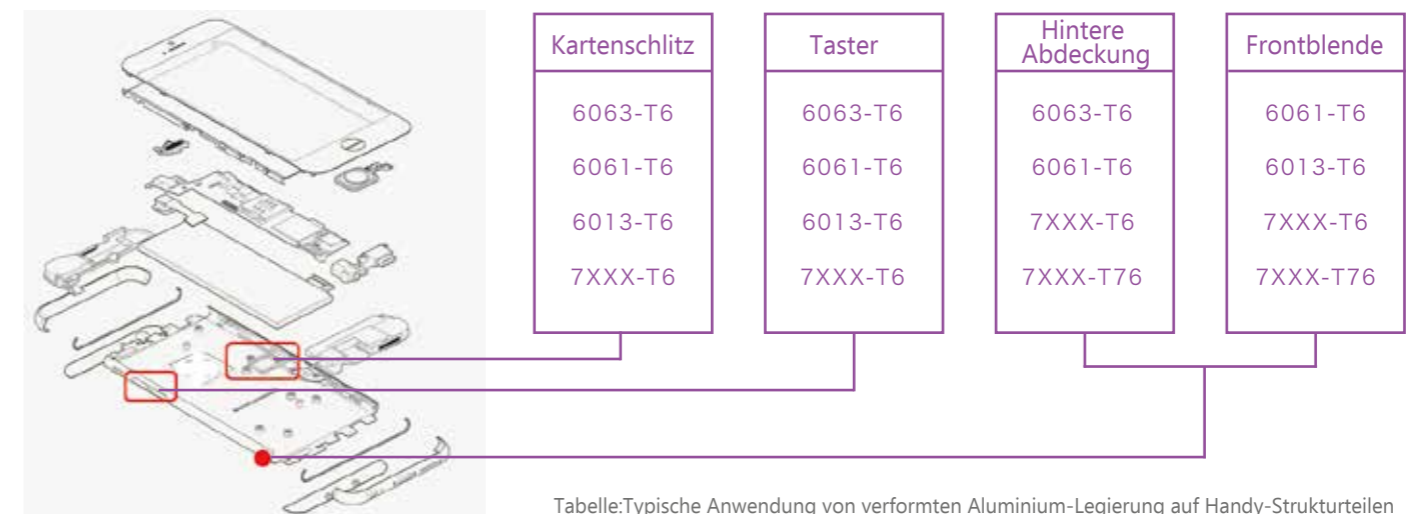 Kartenschlitz
6063-T6
6061-T6
6013-T6
7XXX-T6
Taster
6063-T6
6061-T6
6013-T6
7XXX-T6
Hintere
Abdeckung
6063-T6
6061-T6
7XXX-T6
7XXX-T76
Frontblende
6061-T6
6013-T6
7XXX-T6
7XXX-T76
Tabelle:Typische Anwendung von verformten Aluminium-Legierung auf Handy-Strukturteilen